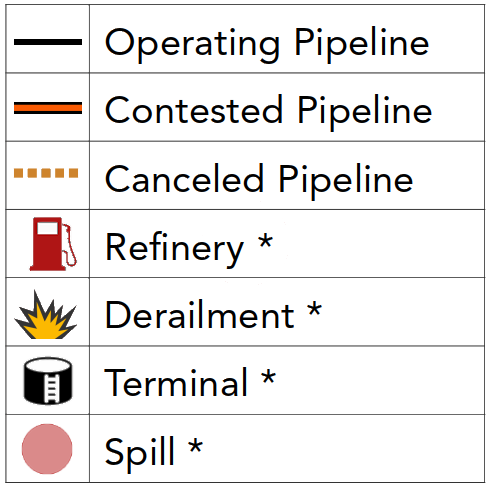 Operating Pipeline
Contested Pipeline
Canceled Pipeline
Refinery *
Derailment *
Terminal *
Spill *